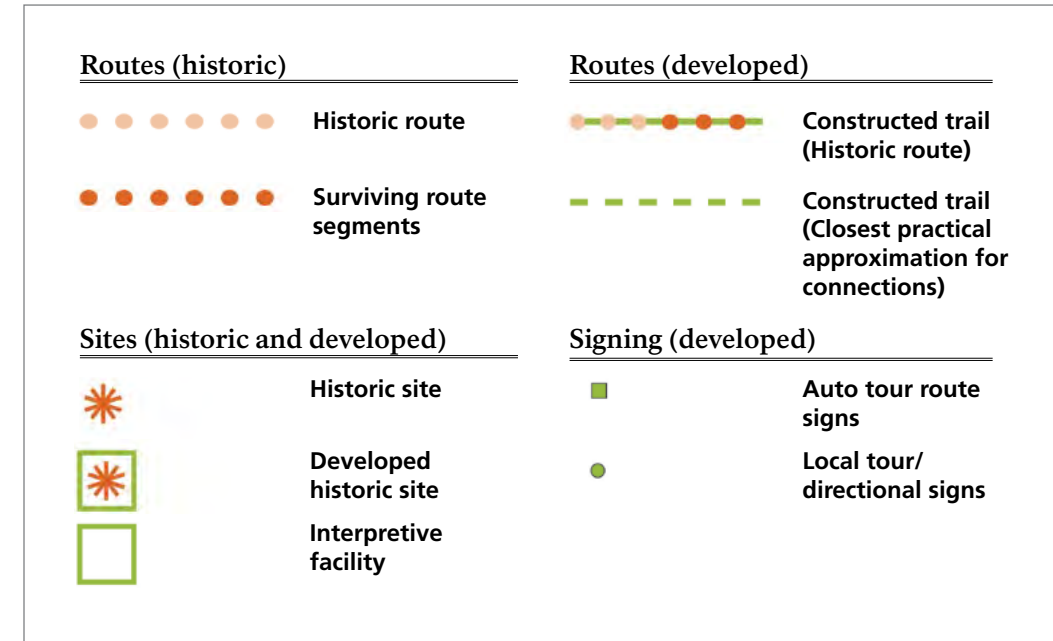 Routes (historic)
Historic route
Surviving route
segments
Routes (developed)
Constructed trail
(Historic route)
Constructed trail
(Closest practical
approximation for
connections)
Sites (historic and developed)
Historic site
Developed
historic site
Interpretive
facility
Signing (developed)
Auto tour route
signs
Local tour/
directional signs